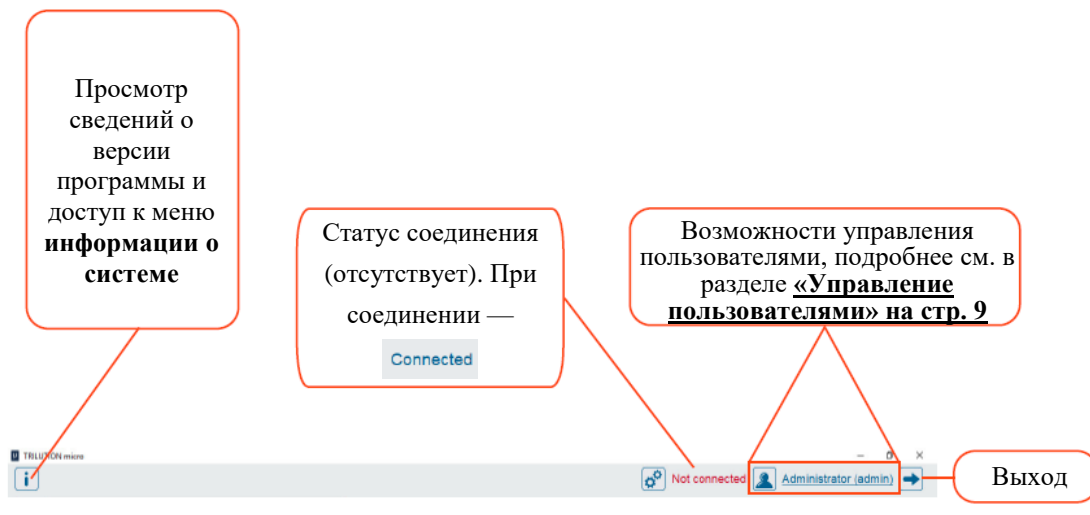 Просмотр
сведений о
версии
программы и
доступ к меню
информации о
системе
Статус соединения
(отсутствует). При
соединении —
Connected
Возможности управления
пользователями, подробнее см. в
разделе «Управление
пользователями» на стр. 9
TRILUTION micro
Not connected
Administrator (admin)
Выход